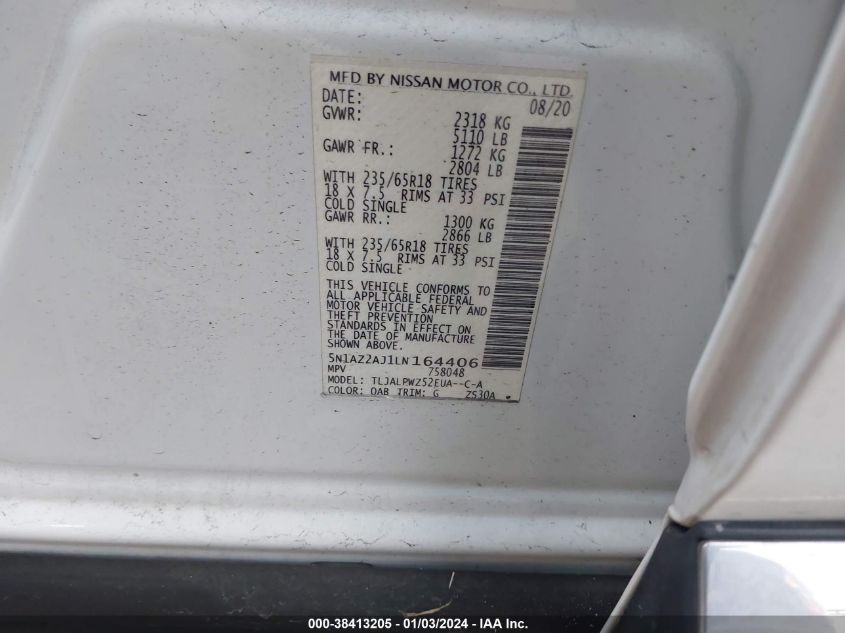 MFD BY NISSAN MOTOR CO., LTD.
DATE: 08/20
GVWR: 2318 KG
5110 LB
GAWR FR.: 1272 KG
2804 LB
WITH 235/65R18 TIRES
18 X 7.5 RIMS AT 33 PSI
COLD SINGLE
GAWR RR.: 1300 KG
2866 LB
WITH 235/65R18 TIRES
18 X 7.5 RIMS AT 33 PSI
COLD SINGLE
THIS VEHICLE CONFORMS TO
ALL APPLICABLE FEDERAL
MOTOR VEHICLE SAFETY AND
THEFT PREVENTION
STANDARDS IN EFFECT ON
THE DATE OF MANUFACTURE
SHOWN ABOVE.
5N1AZ2AJ1LN164406
MPV 758048
MODEL: TLJALPWZ52EUA--C-A
COLOR: QAB TRIM: G Z530A
000-38413205 - 01/03/2024 - IAAI Inc.